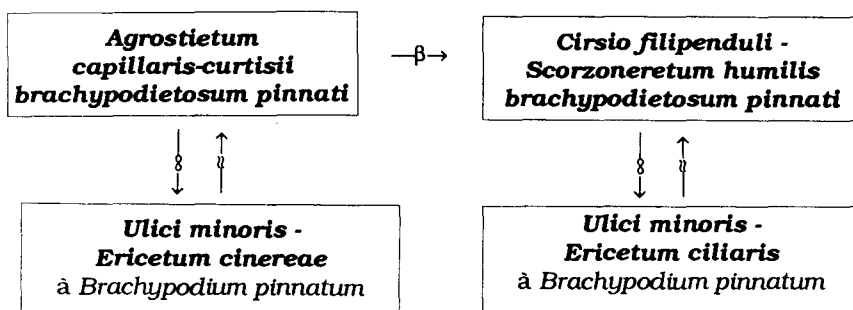 Agrostietum
capillaris-curtisii
brachypodietosum pinnati
—β→
Cirsio filipenduli -
Scorzoneretum humilis
brachypodietosum pinnati
Ulici minoris -
Ericetum cinereae
à Brachypodium pinnatum
Ulici minoris -
Ericetum ciliaris
à Brachypodium pinnatum